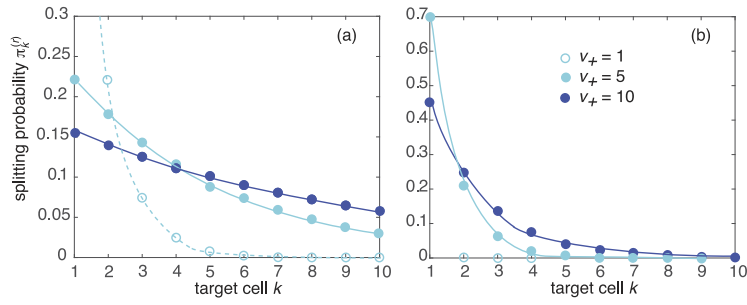 (a)
(b)
0.3
0.25
0.2
0.15
0.1
0.05
0
splitting probability π_k^(r)
1 2 3 4 5 6 7 8 9 10
target cell k
0.7
0.6
0.5
0.4
0.3
0.2
0.1
0
v+ = 1
v+ = 5
v+ = 10
1 2 3 4 5 6 7 8 9 10
target cell k